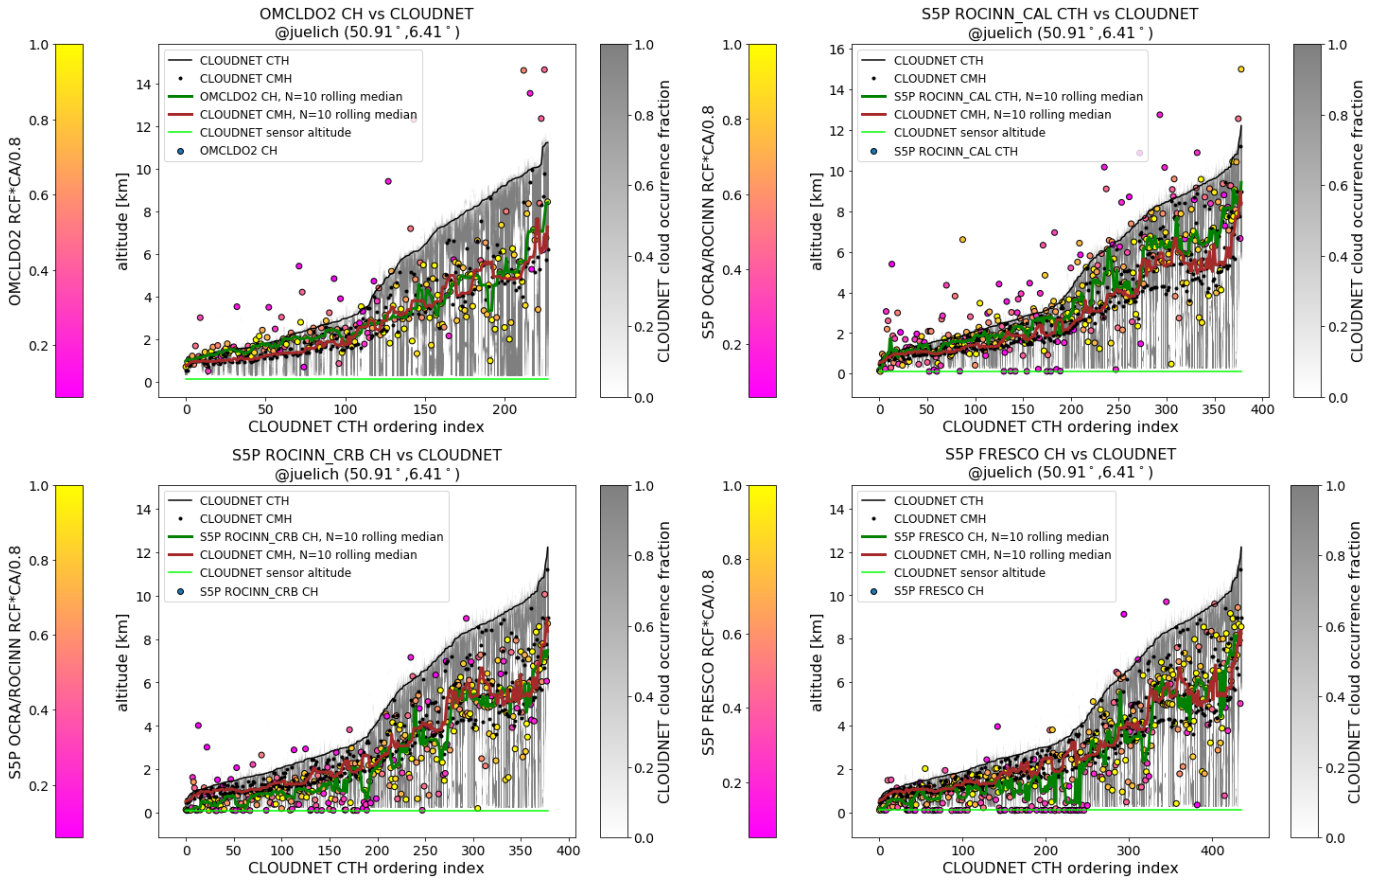 OMCLDO2 CH vs CLOUDNET
@juelich (50.91°,6.41°)
1.0
0.8
0.6
0.4
0.2
OMCLDO2 RCF*CA/0.8
14
12
10
8
6
4
2
0
altitude [km]
CLOUDNET CTH
CLOUDNET CMH
OMCLDO2 CH, N=10 rolling median
CLOUDNET CMH, N=10 rolling median
CLOUDNET sensor altitude
OMCLDO2 CH
0 50 100 150 200
CLOUDNET CTH ordering index
1.0
0.8
0.6
0.4
0.2
0.0
CLOUDNET cloud occurrence fraction
S5P ROCINN_CAL CTH vs CLOUDNET
@juelich (50.91°,6.41°)
1.0
0.8
0.6
0.4
0.2
S5P OCRA/ROCINN RCF*CA/0.8
16
14
12
10
8
6
4
2
0
altitude [km]
CLOUDNET CTH
CLOUDNET CMH
S5P ROCINN_CAL CTH, N=10 rolling median
CLOUDNET CMH, N=10 rolling median
CLOUDNET sensor altitude
S5P ROCINN_CAL CTH
0 50 100 150 200 250 300 350 400
CLOUDNET CTH ordering index
1.0
0.8
0.6
0.4
0.2
0.0
CLOUDNET cloud occurrence fraction
S5P ROCINN_CRB CH vs CLOUDNET
@juelich (50.91°,6.41°)
1.0
0.8
0.6
0.4
0.2
S5P OCRA/ROCINN RCF*CA/0.8
14
12
10
8
6
4
2
0
altitude [km]
CLOUDNET CTH
CLOUDNET CMH
S5P ROCINN_CRB CH, N=10 rolling median
CLOUDNET CMH, N=10 rolling median
CLOUDNET sensor altitude
S5P ROCINN_CRB CH
0 50 100 150 200 250 300 350 400
CLOUDNET CTH ordering index
1.0
0.8
0.6
0.4
0.2
0.0
CLOUDNET cloud occurrence fraction
S5P FRESCO CH vs CLOUDNET
@juelich (50.91°,6.41°)
1.0
0.8
0.6
0.4
0.2
S5P FRESCO RCF*CA/0.8
14
12
10
8
6
4
2
0
altitude [km]
CLOUDNET CTH
CLOUDNET CMH
S5P FRESCO CH, N=10 rolling median
CLOUDNET CMH, N=10 rolling median
CLOUDNET sensor altitude
S5P FRESCO CH
0 100 200 300 400
CLOUDNET CTH ordering index
1.0
0.8
0.6
0.4
0.2
0.0
CLOUDNET cloud occurrence fraction